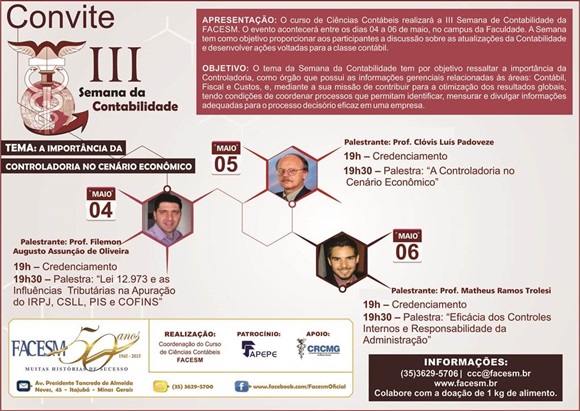 Convite
III
Semana da
Contabilidade
APRESENTAÇÃO: O curso de Ciências Contábeis realizará a III Semana de Contabilidade da
FACESM. O evento acontecerá entre os dias 04 a 06 de maio, no campus da Faculdade. A Semana
tem como objetivo proporcionar aos participantes a discussão sobre as atualizações da Contabilidade
e desenvolver ações voltadas para a classe contábil.
OBJETIVO: O tema da Semana da Contabilidade tem por objetivo ressaltar a importância da
Controladoria, como órgão que possui as informações gerenciais relacionadas às áreas: Contábil,
Fiscal e Custos, e, mediante a sua missão de contribuir para a otimização dos resultados globais,
tendo condições de coordenar processos que permitam identificar, mensurar e divulgar informações
adequadas para o processo decisório eficaz em uma empresa.
TEMA: A IMPORTÂNCIA DA
CONTROLADORIA NO CENÁRIO ECONÔMICO
MAIO
05
Palestrante: Prof. Clóvis Luís Padoveze
19h – Credenciamento
19h30 – Palestra: “A Controladoria no
Cenário Econômico”
MAIO
04
Palestrante: Prof. Filemon
Augusto Assunção de Oliveira
19h – Credenciamento
19h30 – Palestra: “Lei 12.973 e as
Influências Tributárias na Apuração
do IRPJ, CSLL, PIS e COFINS”
MAIO
06
Palestrante: Prof. Matheus Ramos Trolesi
19h – Credenciamento
19h30 – Palestra: “Eficácia dos Controles
Internos e Responsabilidade da
Administração”
FACESM 50 anos
1965 - 2015
MUITAS HISTÓRIAS DE SUCESSO
REALIZAÇÃO:
Coordenação do Curso
de Ciências Contábeis
FACESM
PATROCÍNIO:
FAPEPE
APOIO:
CRCMG
Av. Presidente Tancredo de Almeida
Neves, 45 - Itajubá - Minas Gerais
(35) 3629-5700
www.facebook.com/FacesmOficial
INFORMAÇÕES:
(35)3629-5706 | ccc@facesm.br
www.facesm.br
Colabore com a doação de 1 kg de alimento.